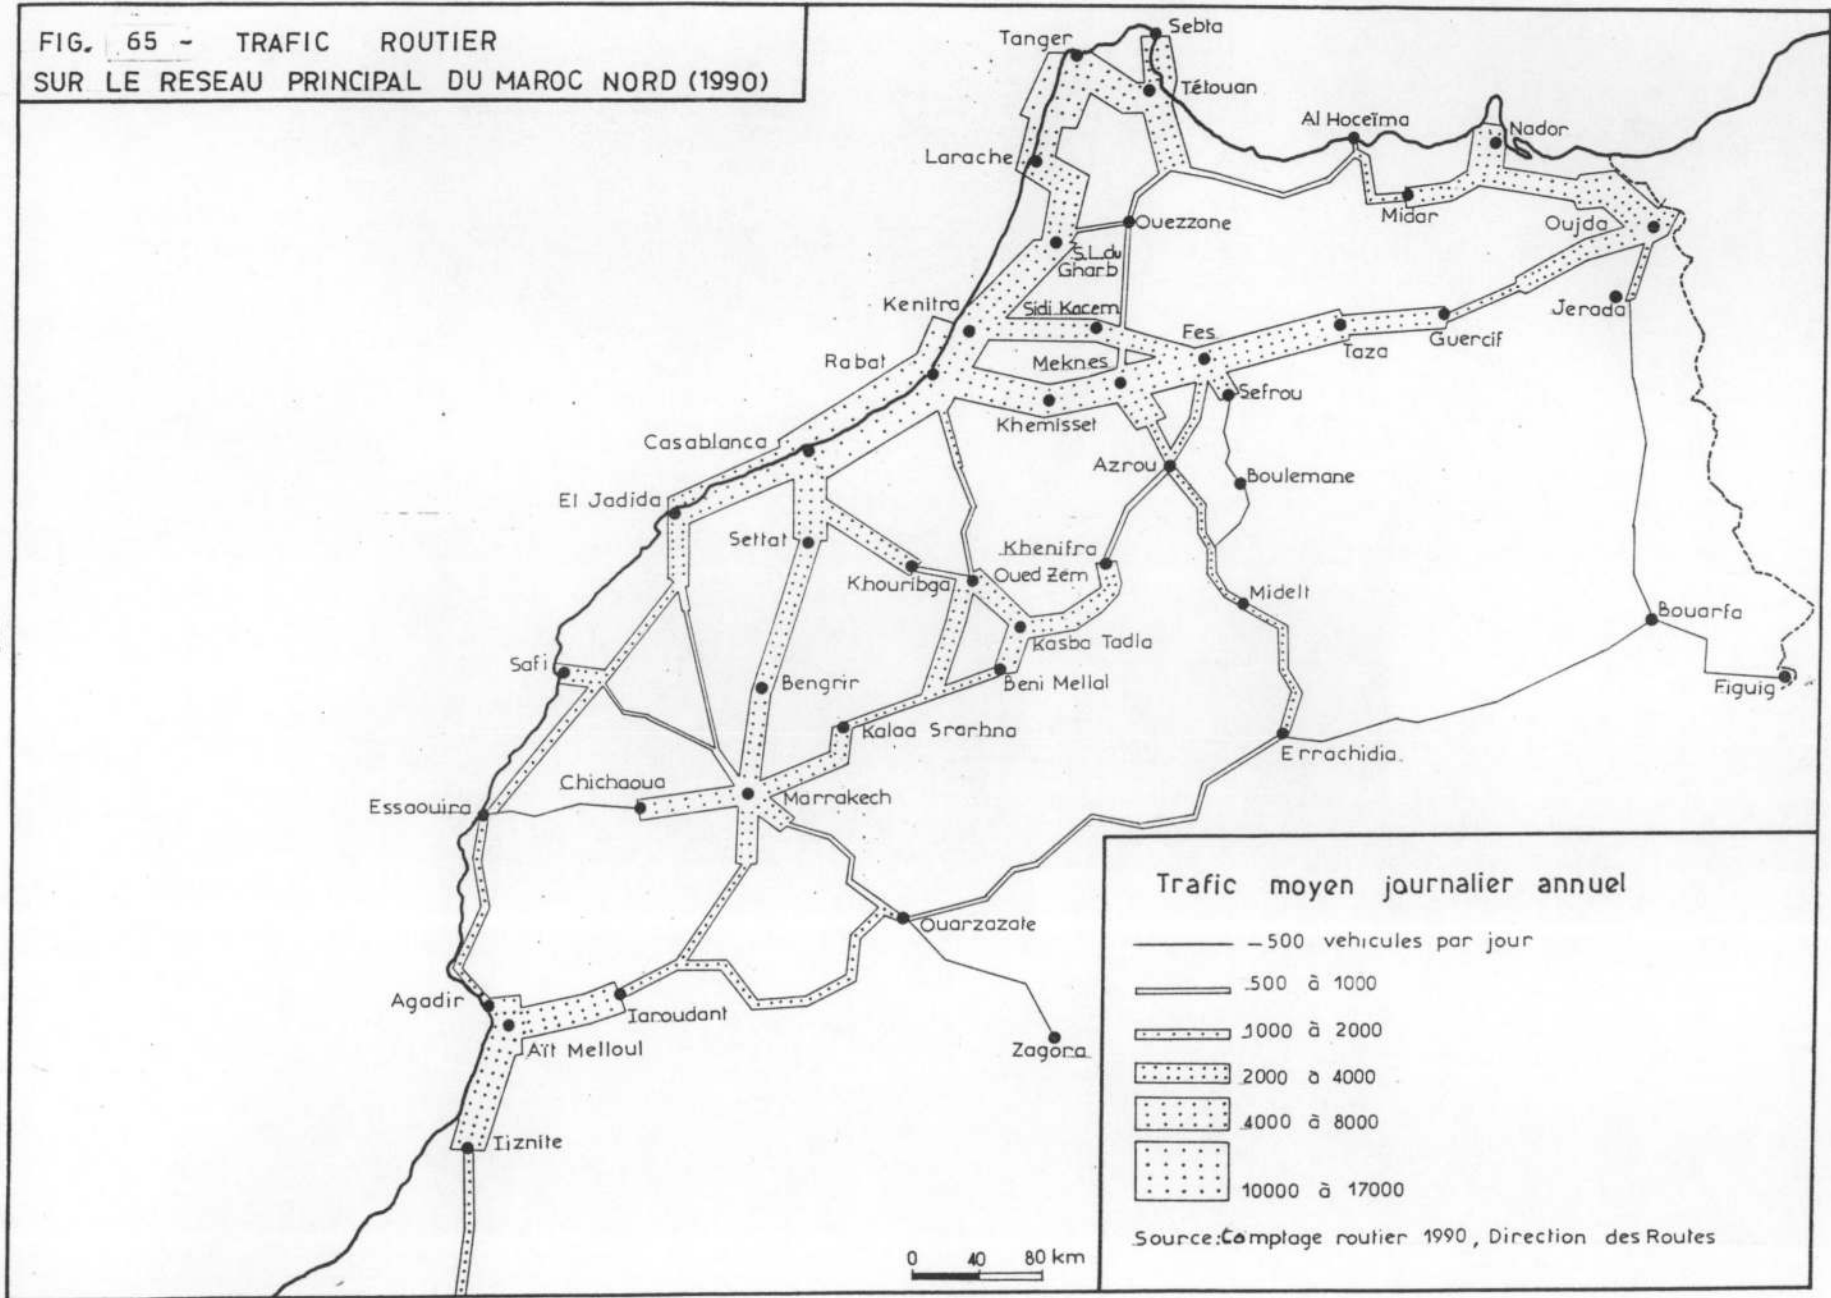 FIG. 65 - TRAFIC ROUTIER
SUR LE RESEAU PRINCIPAL DU MAROC NORD (1990)
Sebta
Tanger
Tétouan
Al Hoceïma
Nador
Larache
Midar
Oujda
Ouezzane
S.L.du
Gharb
Kenitra
Sidi Kacem
Jerada
Fes
Rabat
Meknes
Taza
Guercif
Sefrou
Khemisset
Casablanca
Azrou
Boulemane
El Jadida
Settat
Khenifra
Khouribga
Oued Zem
Midelt
Bouarfa
Kasba Tadla
Safi
Bengrir
Beni Mellal
Figuig
Kalaa Srarhna
Errachidia
Chichaoua
Marrakech
Essaouira
Ouarzazate
Agadir
Taroudant
Aït Melloul
Zagora
Tiznite
Trafic moyen journalier annuel
-500 vehicules par jour
500 à 1000
1000 à 2000
2000 à 4000
4000 à 8000
10000 à 17000
Source: Comptage routier 1990, Direction des Routes
0 40 80 km